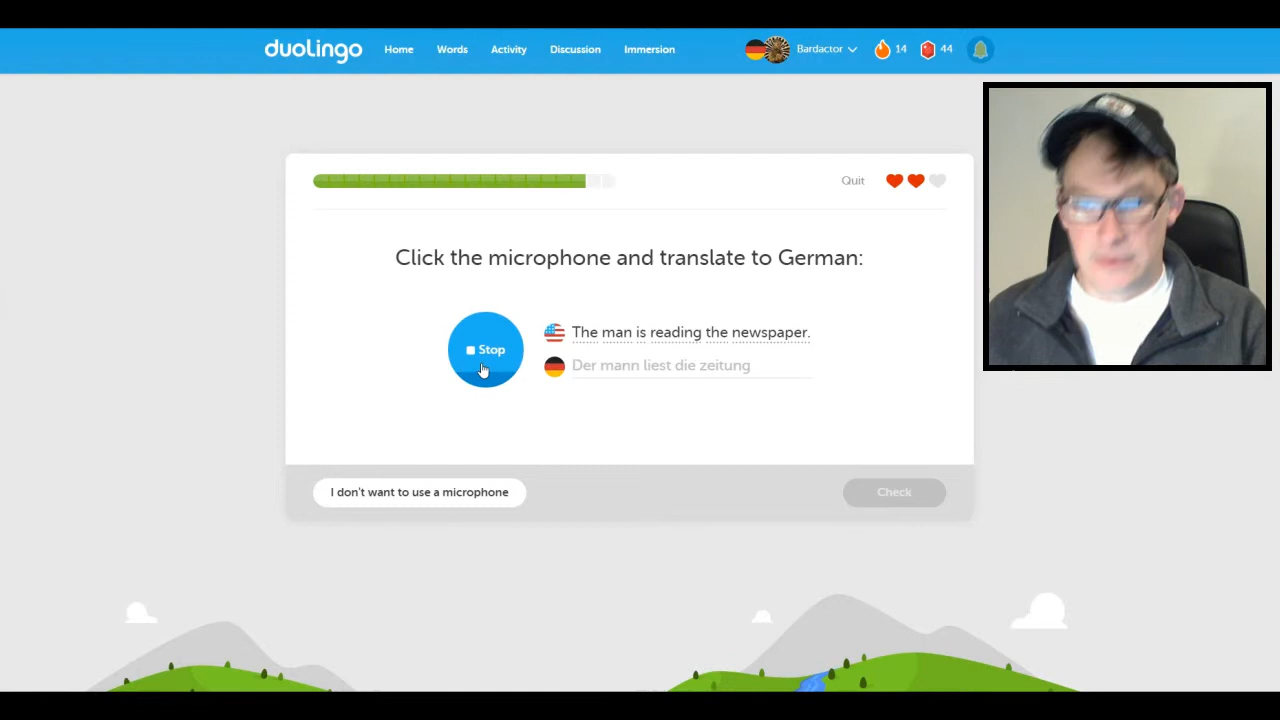 duolingo Home Words Activity Discussion Immersion Bardactor 14 44
Quit
Click the microphone and translate to German:
The man is reading the newspaper.
Stop
Der mann liest die zeitung
I don't want to use a microphone Check